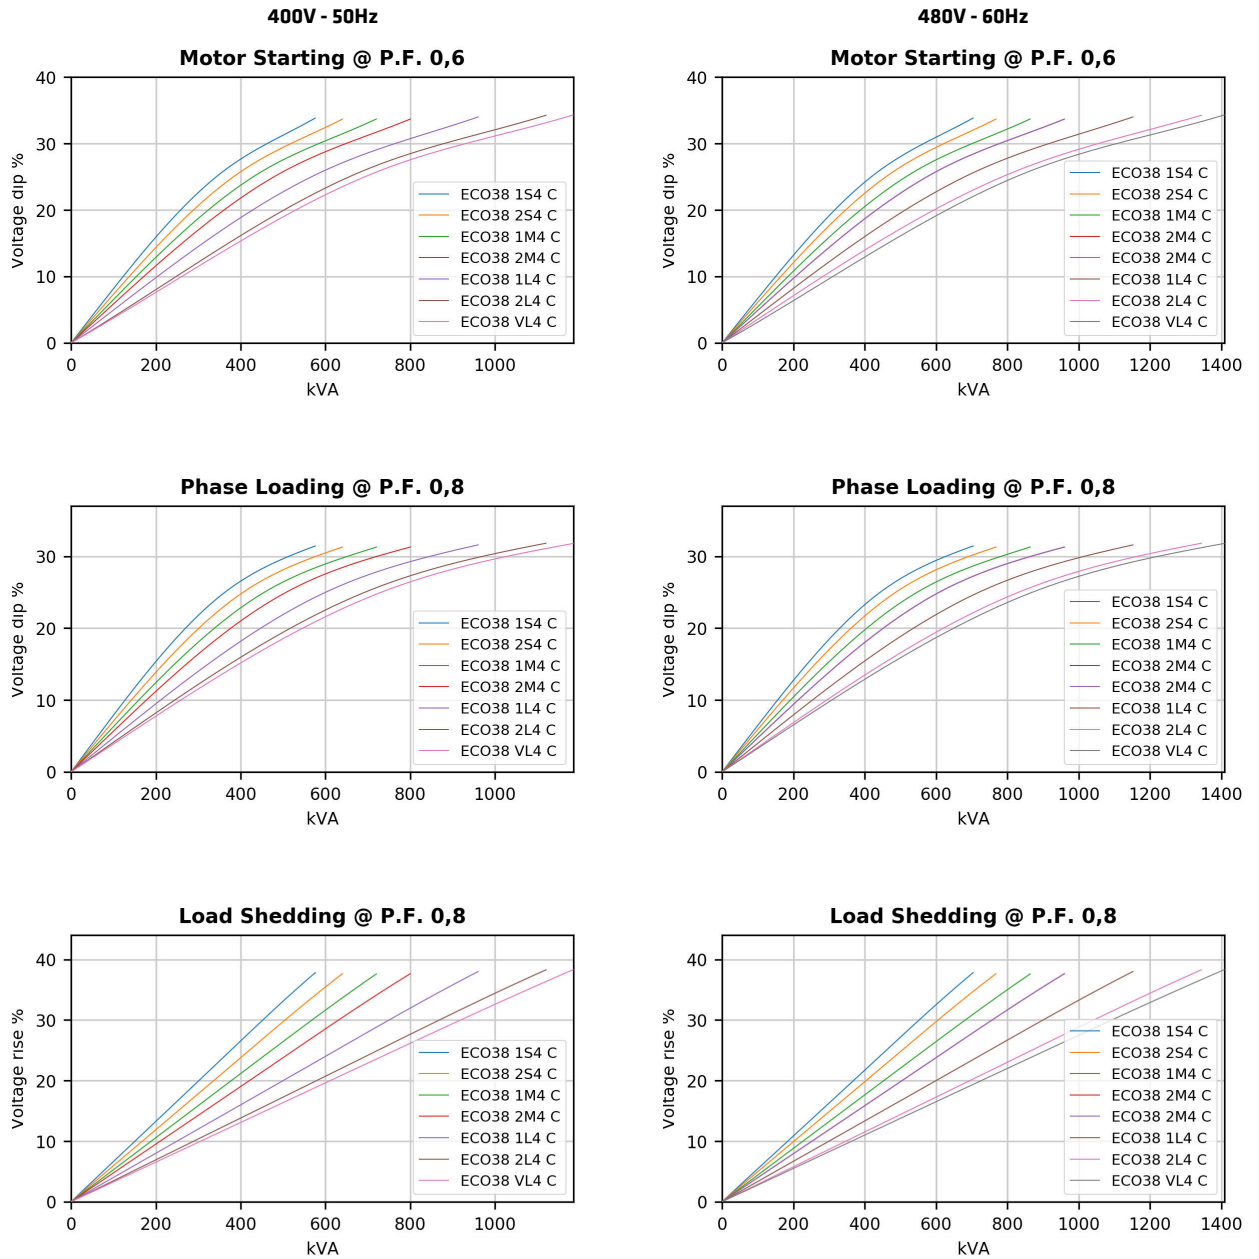 400V - 50Hz
480V - 60Hz
Motor Starting @ P.F. 0,6
40
30
20
10
0
Voltage dip %
ECO38 1S4 C
ECO38 2S4 C
ECO38 1M4 C
ECO38 2M4 C
ECO38 1L4 C
ECO38 2L4 C
ECO38 VL4 C
0 200 400 600 800 1000
kVA
Motor Starting @ P.F. 0,6
40
30
20
10
0
Voltage dip %
ECO38 1S4 C
ECO38 2S4 C
ECO38 1M4 C
ECO38 2M4 C
ECO38 2M4 C
ECO38 1L4 C
ECO38 2L4 C
ECO38 VL4 C
0 200 400 600 800 1000 1200 1400
kVA
Phase Loading @ P.F. 0,8
30
20
10
0
Voltage dip %
ECO38 1S4 C
ECO38 2S4 C
ECO38 1M4 C
ECO38 2M4 C
ECO38 1L4 C
ECO38 2L4 C
ECO38 VL4 C
0 200 400 600 800 1000
kVA
Phase Loading @ P.F. 0,8
30
20
10
0
Voltage dip %
ECO38 1S4 C
ECO38 2S4 C
ECO38 1M4 C
ECO38 2M4 C
ECO38 2M4 C
ECO38 1L4 C
ECO38 2L4 C
ECO38 VL4 C
0 200 400 600 800 1000 1200 1400
kVA
Load Shedding @ P.F. 0,8
40
30
20
10
0
Voltage rise %
ECO38 1S4 C
ECO38 2S4 C
ECO38 1M4 C
ECO38 2M4 C
ECO38 1L4 C
ECO38 2L4 C
ECO38 VL4 C
0 200 400 600 800 1000
kVA
Load Shedding @ P.F. 0,8
40
30
20
10
0
Voltage rise %
ECO38 1S4 C
ECO38 2S4 C
ECO38 1M4 C
ECO38 2M4 C
ECO38 2M4 C
ECO38 1L4 C
ECO38 2L4 C
ECO38 VL4 C
0 200 400 600 800 1000 1200 1400
kVA